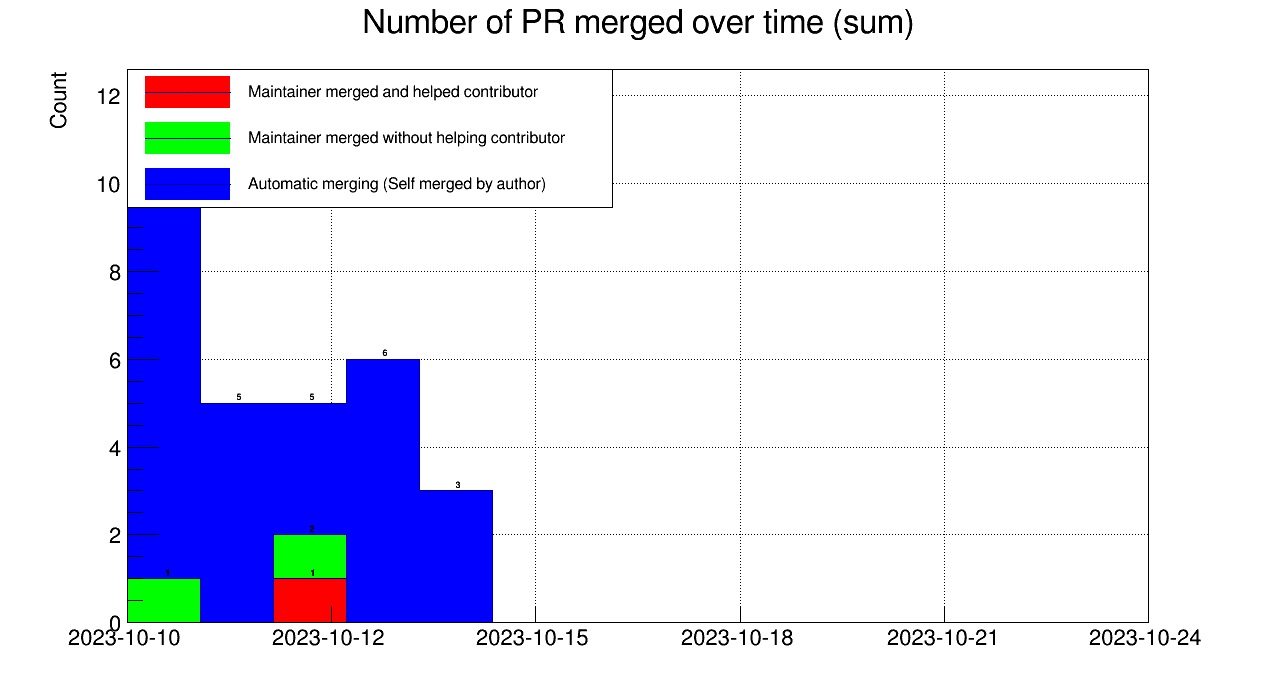 Number of PR merged over time (sum)
Count
12
10
8
6
4
2
0
Maintainer merged and helped contributor
Maintainer merged without helping contributor
Automatic merging (Self merged by author)
6
5 5
3
2
1 1
2023-10-10 2023-10-12 2023-10-15 2023-10-18 2023-10-21 2023-10-24